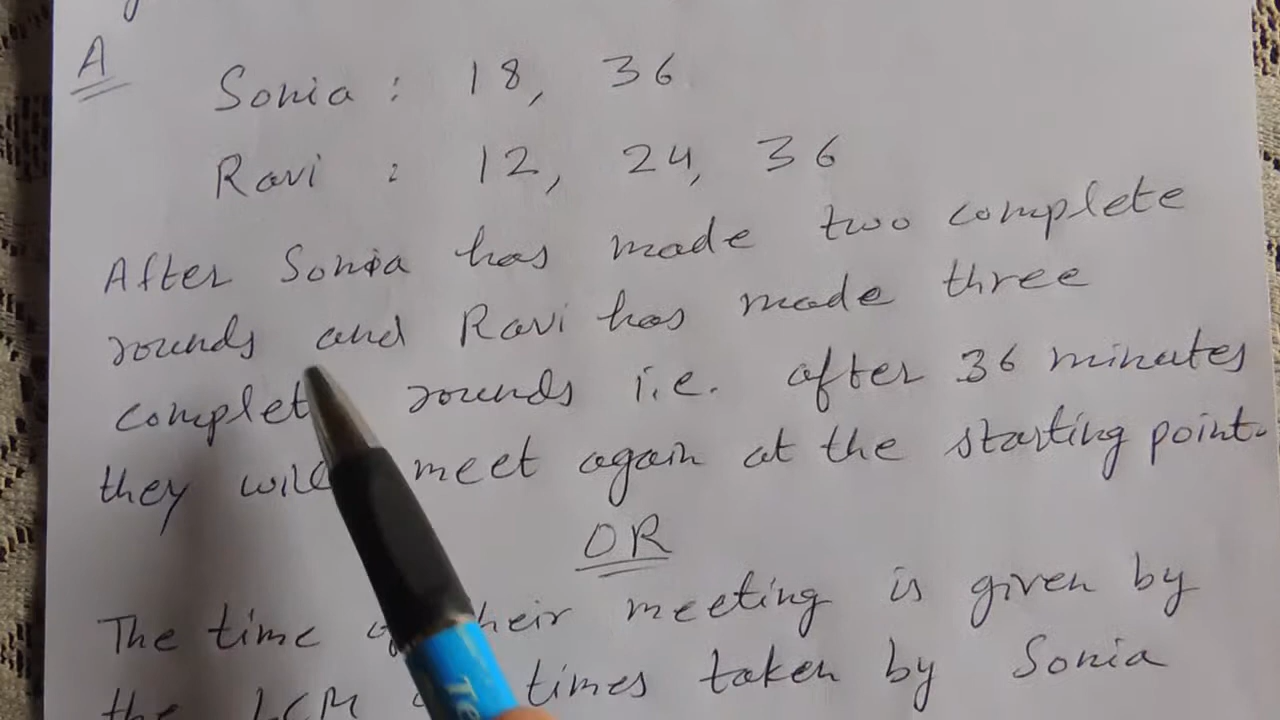 A
Sonia : 18, 36
Ravi : 12, 24, 36
After Sonia has made two complete
rounds and Ravi has made three
complet rounds i.e. after 36 minutes
they will meet again at the starting point.
OR
The time heir meeting is given by
the LCM times taken by Sonia